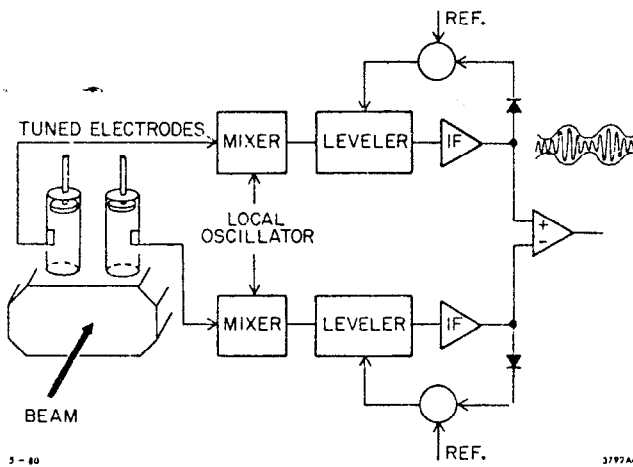 REF.
TUNED ELECTRODES
MIXER
LEVELER
IF
LOCAL
OSCILLATOR
+
-
MIXER
LEVELER
IF
BEAM
REF.
5-80